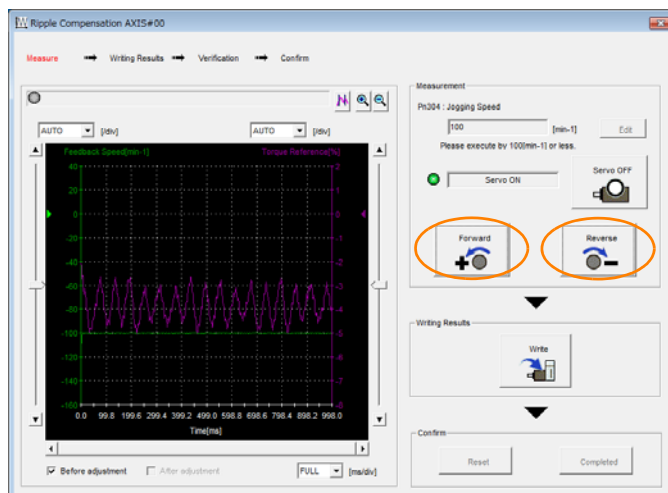 Ripple Compensation AXIS#00
Measure Writing Results Verification Confirm
AUTO [/div] AUTO [/div]
Feedback Speed[min-1] Torque Reference[%]
40 2
20 1
0 0
-20 -1
-40 -2
-60 -3
-80 -4
-100 -5
-120 -6
-140 -7
-160 -8
0.0 99.8 199.6 299.4 399.2 499.0 598.8 698.6 798.4 898.2 998.0
Time[ms]
Before adjustment After adjustment FULL [ms/div]
Measurement
Pn304 : Jogging Speed
100 [min-1] Edit
Please execute by 100[min-1] or less.
Servo ON Servo OFF
Forward Reverse
Writing Results
Write
Confirm
Reset Completed